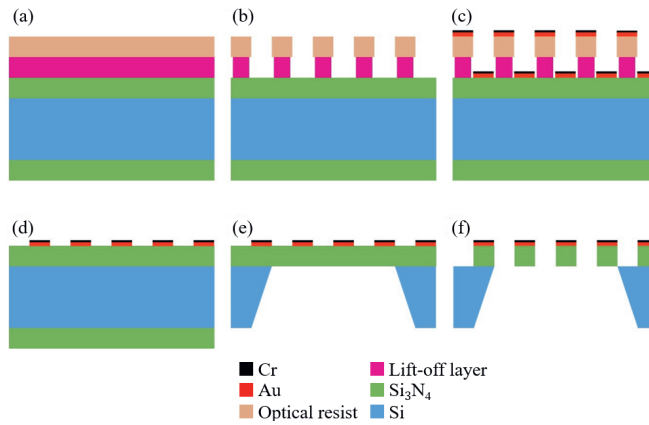 (a)
(b)
(c)
(d)
(e)
(f)
Cr
Lift-off layer
Au
Si₃N₄
Optical resist
Si